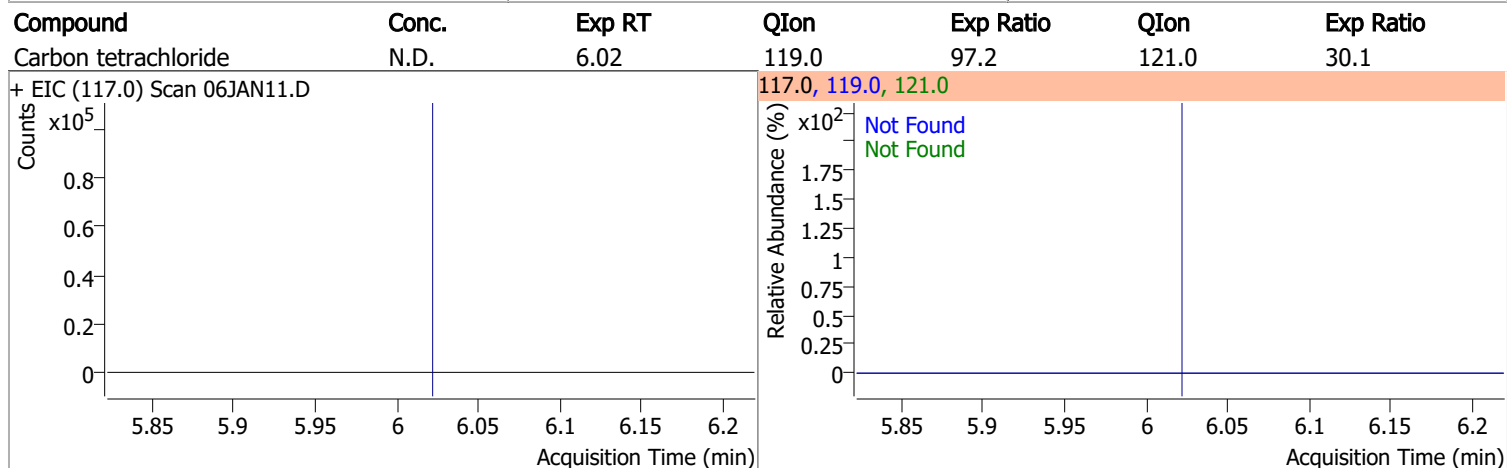 Compound Conc. Exp RT QIon Exp Ratio QIon Exp Ratio
Carbon tetrachloride N.D. 6.02 119.0 97.2 121.0 30.1
+ EIC (117.0) Scan 06JAN11.D
Counts
x10⁵
0.8
0.6
0.4
0.2
0
5.85 5.9 5.95 6 6.05 6.1 6.15 6.2
Acquisition Time (min)
117.0, 119.0, 121.0
Relative Abundance (%)
x10²
Not Found
Not Found
1.75
1.5
1.25
1
0.75
0.5
0.25
0
5.85 5.9 5.95 6 6.05 6.1 6.15 6.2
Acquisition Time (min)